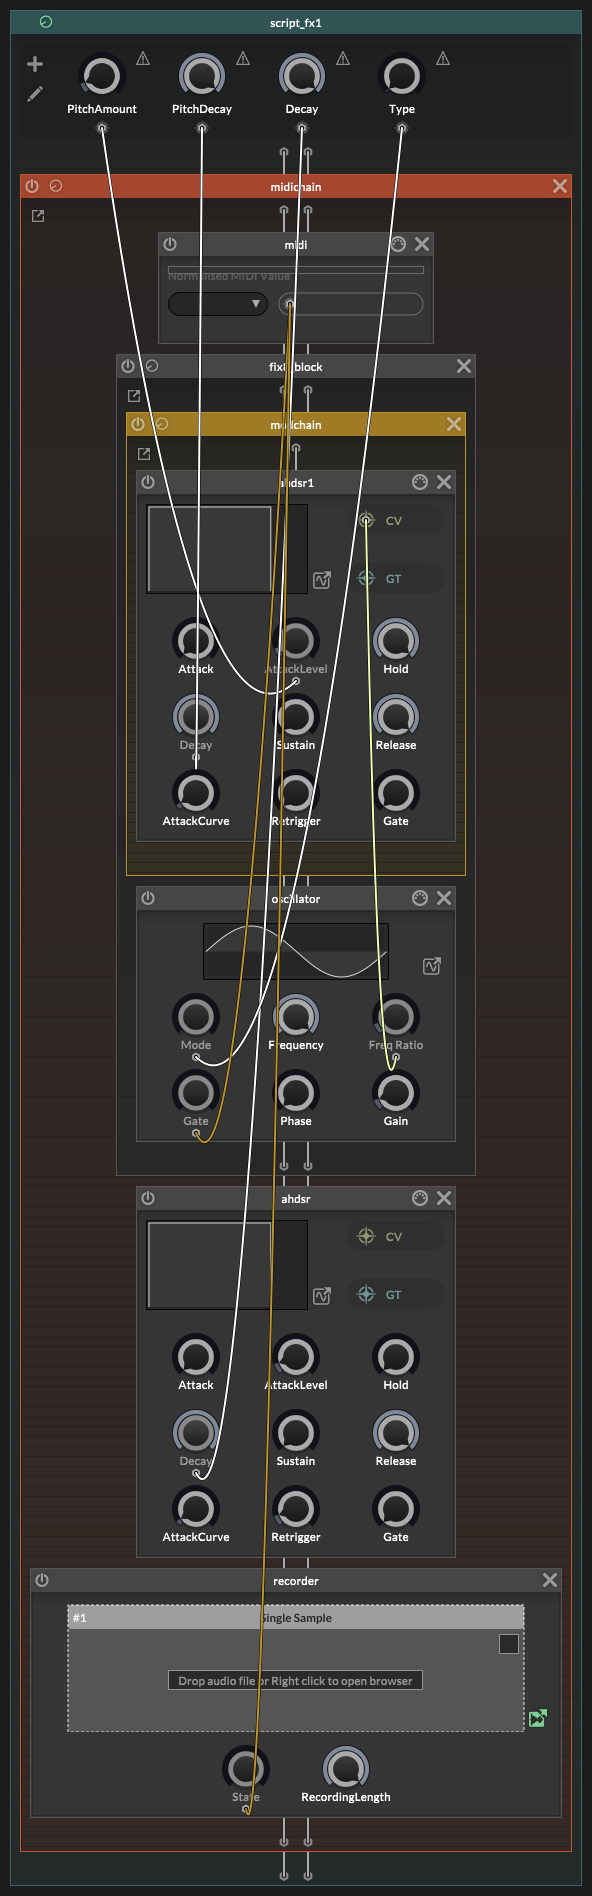 script_fx1
PitchAmount PitchDecay Decay Type
midichain
midi
Normalised MIDI Value
fix8_block
modchain
ahdsr1
CV
GT
Attack AttackLevel Hold
Decay Sustain Release
AttackCurve Retrigger Gate
oscillator
Mode Frequency Freq Ratio
Gate Phase Gain
ahdsr
CV
GT
Attack AttackLevel Hold
Decay Sustain Release
AttackCurve Retrigger Gate
recorder
#1 Single Sample
Drop audio file or Right click to open browser
State RecordingLength